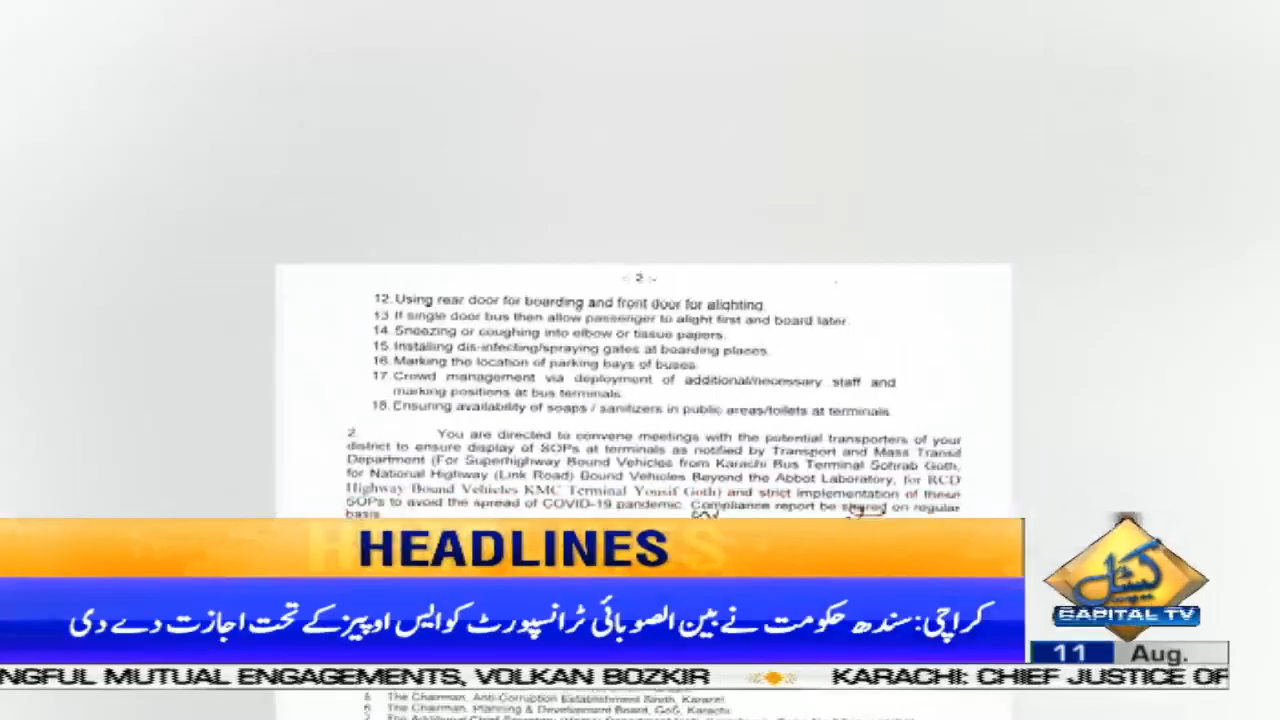 - 2 -
12. Using rear door for boarding and front door for alighting.
13. If single door bus then allow passenger to alight first and board later.
14. Sneezing or coughing into elbow or tissue papers.
15. Installing dis-infecting/spraying gates at boarding places.
16. Marking the location of parking bays of buses.
17. Crowd management via deployment of additional/necessary staff and
marking positions at bus terminals.
18. Ensuring availability of soaps / sanitizers in public areas/toilets at terminals
2. You are directed to convene meetings with the potential transporters of your
district to ensure display of SOPs at terminals as notified by Transport and Mass Transit
Department (For Superhighway Bound Vehicles from Karachi Bus Terminal Sohrab Goth,
for National Highway (Link Road) Bound Vehicles Beyond the Abbot Laboratory, for RCD
Highway Bound Vehicles KMC Terminal Yousif Goth) and strict implementation of these
SOPs to avoid the spread of COVID-19 pandemic. Compliance report be shared on regular
basis
HEADLINES
کراچی: سندھ حکومت نے بین الصوبائی ٹرانسپورٹ کو ایس اوپیز کے تحت اجازت دے دی
کیپیٹل
CAPITAL TV
11 Aug.
NGFUL MUTUAL ENGAGEMENTS, VOLKAN BOZKIR KARACHI: CHIEF JUSTICE OF
The Chairman, Anti-Corruption Establishment Sindh, Karachi
6. The Chairman, Planning & Development Board, GoS, Karachi